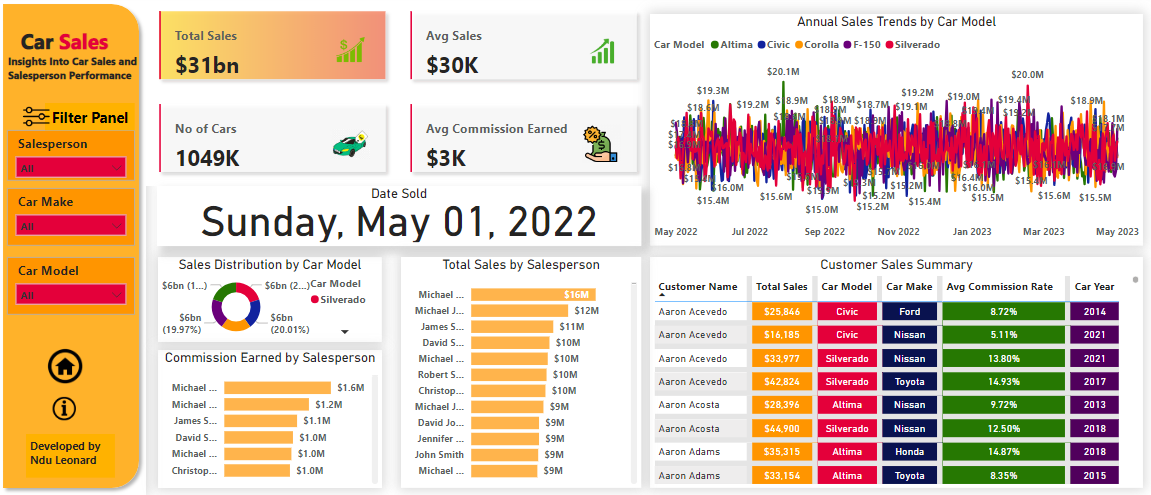 Car Sales
Insights Into Car Sales and
Salesperson Performance
Filter Panel
Salesperson
All
Car Make
All
Car Model
All
Developed by
Ndu Leonard
Total Sales
$31bn
Avg Sales
$30K
No of Cars
1049K
Avg Commission Earned
$3K
Date Sold
Sunday, May 01, 2022
Annual Sales Trends by Car Model
Car Model Altima Civic Corolla F-150 Silverado
$20.1M
$20.0M
$19.3M
$19.2M
$18.9M
$18.9M
$18.7M
$19.2M
$19.1M
$19.0M
$19.2M
$18.9M
$16.0M
$15.4M
$15.6M
$15.0M
$15.2M
$15.2M
$15.2M
$15.4M
$16.4M
$16.0M
$15.5M
$15.4M
$15.6M
$15.5M
May 2022 Jul 2022 Sep 2022 Nov 2022 Jan 2023 Mar 2023 May 2023
Sales Distribution by Car Model
$6bn (1...) $6bn (2...)
$6bn
(19.97%)
$6bn
(20.01%)
Car Model
Silverado
Commission Earned by Salesperson
Michael ... $1.6M
Michael ... $1.2M
James S... $1.1M
David S... $1.0M
Michael ... $1.0M
Christop... $1.0M
Total Sales by Salesperson
Michael ... $16M
Michael J... $12M
James S... $11M
David S... $10M
Michael ... $10M
Robert S... $10M
Christop... $10M
Michael J... $9M
David Jo... $9M
Jennifer ... $9M
John Smith $9M
Michael ... $9M
Customer Sales Summary
Customer Name Total Sales Car Model Car Make Avg Commission Rate Car Year
Aaron Acevedo $25,846 Civic Ford 8.72% 2014
Aaron Acevedo $16,185 Civic Nissan 5.11% 2021
Aaron Acevedo $33,977 Silverado Nissan 13.80% 2021
Aaron Acevedo $42,824 Silverado Toyota 14.93% 2017
Aaron Acosta $28,396 Altima Nissan 9.72% 2013
Aaron Acosta $44,900 Silverado Nissan 12.50% 2018
Aaron Adams $35,315 Altima Honda 14.87% 2018
Aaron Adams $33,154 Altima Toyota 8.35% 2015